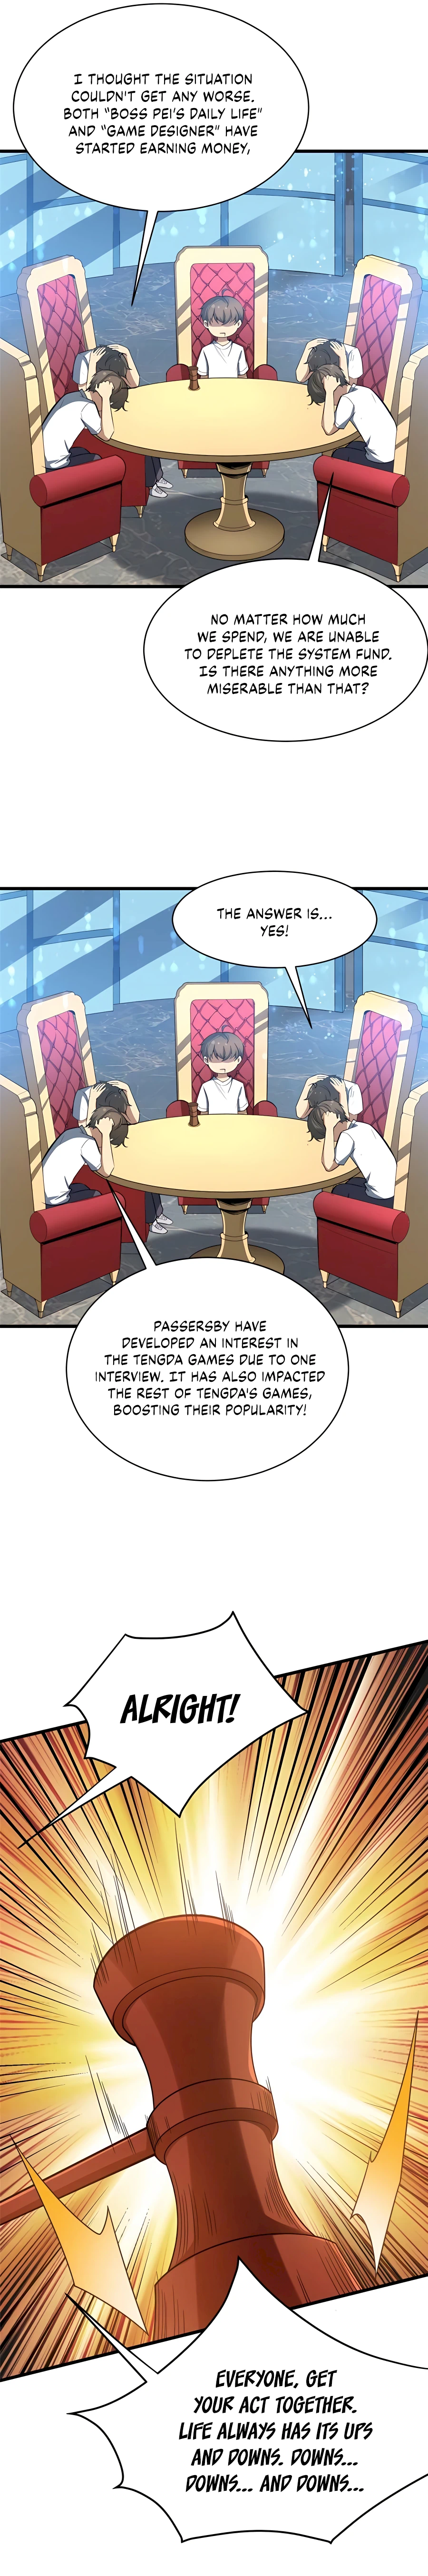 I THOUGHT THE SITUATION
COULDN'T GET ANY WORSE.
BOTH "BOSS PEI'S DAILY LIFE"
AND "GAME DESIGNER" HAVE
STARTED EARNING MONEY,
NO MATTER HOW MUCH
WE SPEND, WE ARE UNABLE
TO DEPLETE THE SYSTEM FUND.
IS THERE ANYTHING MORE
MISERABLE THAN THAT?
THE ANSWER IS...
YES!
PASSERSBY HAVE
DEVELOPED AN INTEREST IN
THE TENGDA GAMES DUE TO ONE
INTERVIEW. IT HAS ALSO IMPACTED
THE REST OF TENGDA'S GAMES,
BOOSTING THEIR POPULARITY!
ALRIGHT!
EVERYONE, GET
YOUR ACT TOGETHER.
LIFE ALWAYS HAS ITS UPS
AND DOWNS. DOWNS...
DOWNS... AND DOWNS...